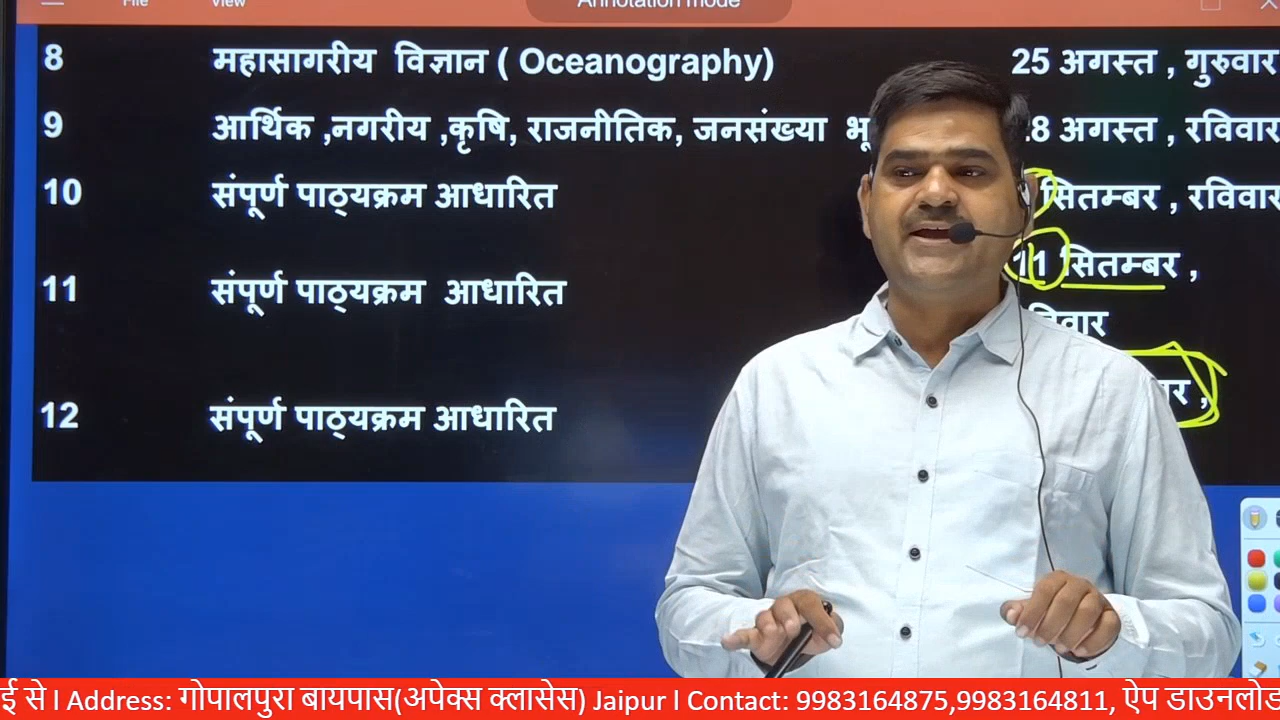 File View Annotation mode
8 महासागरीय विज्ञान ( Oceanography) 25 अगस्त , गुरुवार
9 आर्थिक ,नगरीय ,कृषि, राजनीतिक, जनसंख्या 8 अगस्त , रविवार
10 संपूर्ण पाठ्यक्रम आधारित सितम्बर , रविवार
11 सितम्बर ,
11 संपूर्ण पाठ्यक्रम आधारित
12 संपूर्ण पाठ्यक्रम आधारित
ई से l Address: गोपालपुरा बायपास(अपेक्स क्लासेस) Jaipur l Contact: 9983164875,9983164811, ऐप डाउनलोड